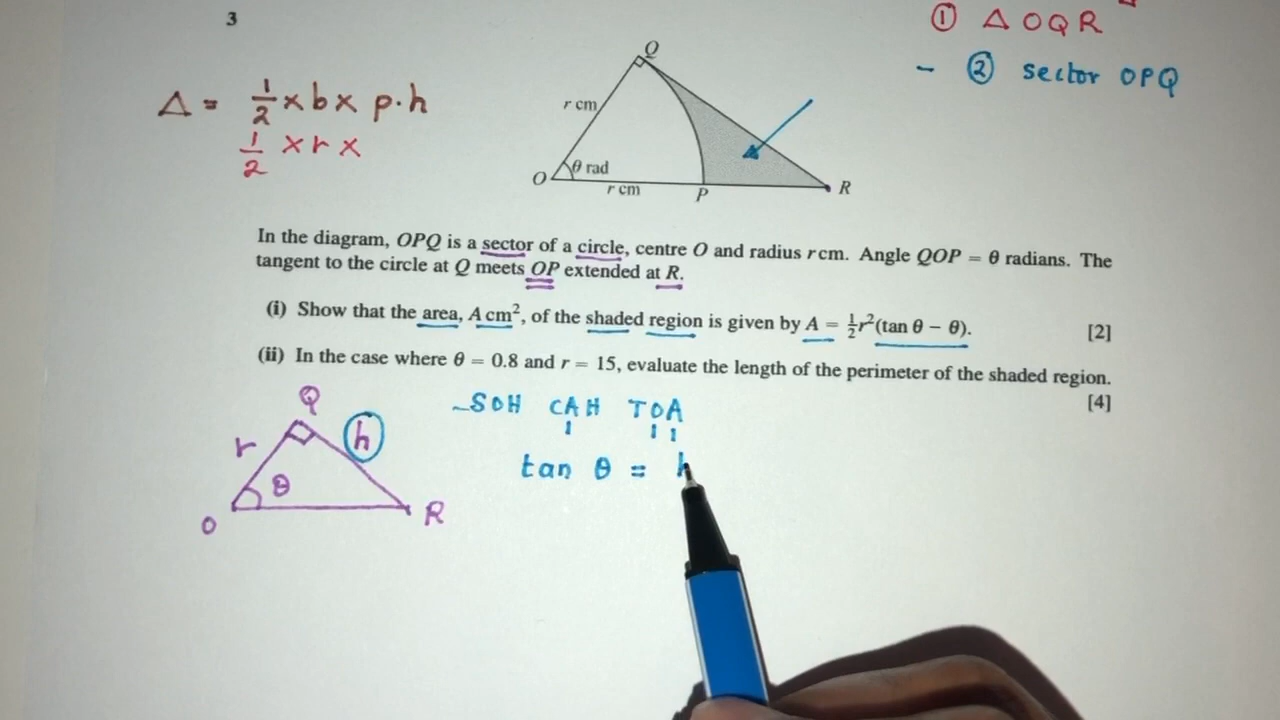 3
① Δ OQR
- ② sector OPQ
Δ = 1/2 × b × p.h
1/2 × r ×
Q
r cm
θ rad
O
r cm
P
R
In the diagram, OPQ is a sector of a circle, centre O and radius r cm. Angle QOP = θ radians. The
tangent to the circle at Q meets OP extended at R.
(i) Show that the area, A cm², of the shaded region is given by A = ½r²(tan θ − θ). [2]
(ii) In the case where θ = 0.8 and r = 15, evaluate the length of the perimeter of the shaded region.
[4]
Q
r
h
θ
O
R
SOH CAH TOA
tan θ = h